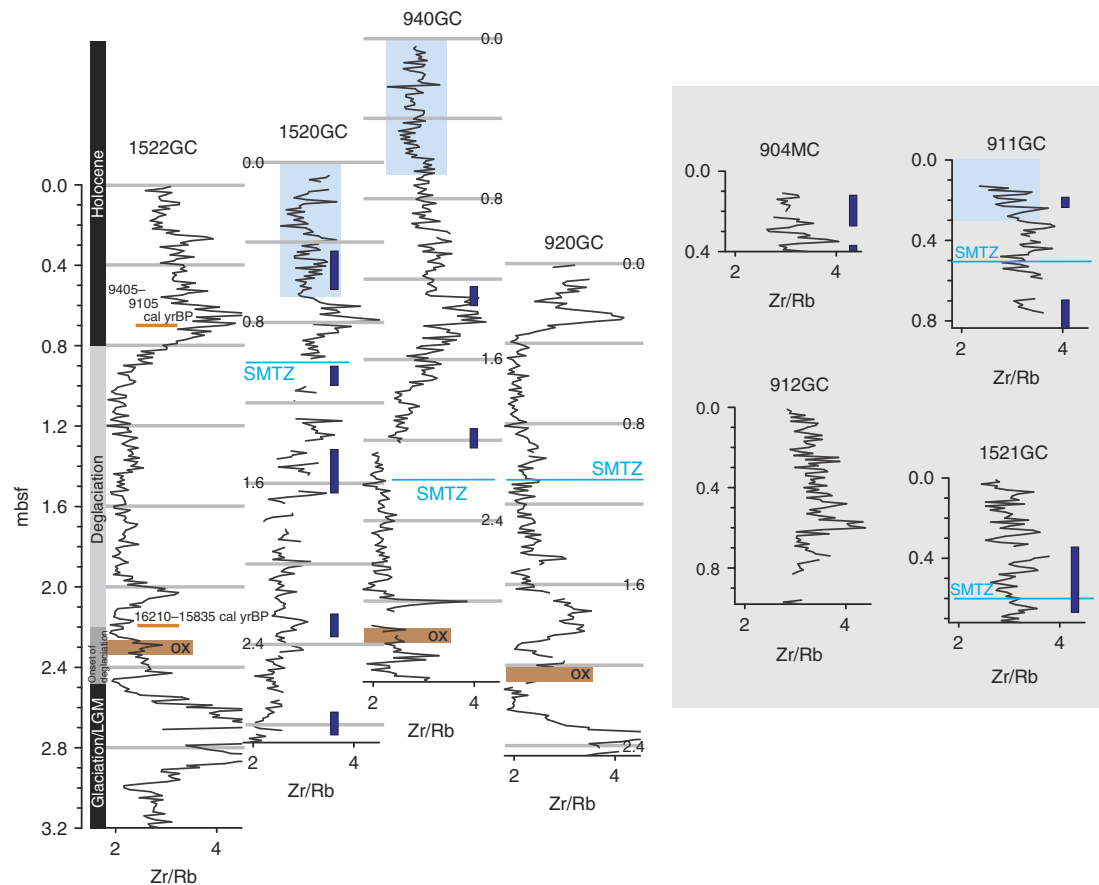 940GC
0.0
1520GC
904MC
911GC
1522GC
0.0
0.0
0.0
0.0
Holocene
0.8
920GC
0.0
0.4
0.4
SMTZ
0.4
9405–
9105
cal yrBP
2
4
Zr/Rb
0.8
0.8
2
4
Zr/Rb
0.8
SMTZ
1.6
912GC
0.0
1.2
0.8
1521GC
mbsf
Deglaciation
1.6
SMTZ
SMTZ
0.4
0.0
1.6
2.4
0.4
0.8
SMTZ
2.0
1.6
2
4
Zr/Rb
2
4
Zr/Rb
16210–15835 cal yrBP
Onset of
deglaciation
OX
2.4
OX
2.4
OX
2
4
Zr/Rb
Glaciation/LGM
2.8
2.4
2
4
Zr/Rb
2
4
Zr/Rb
3.2
2
4
Zr/Rb